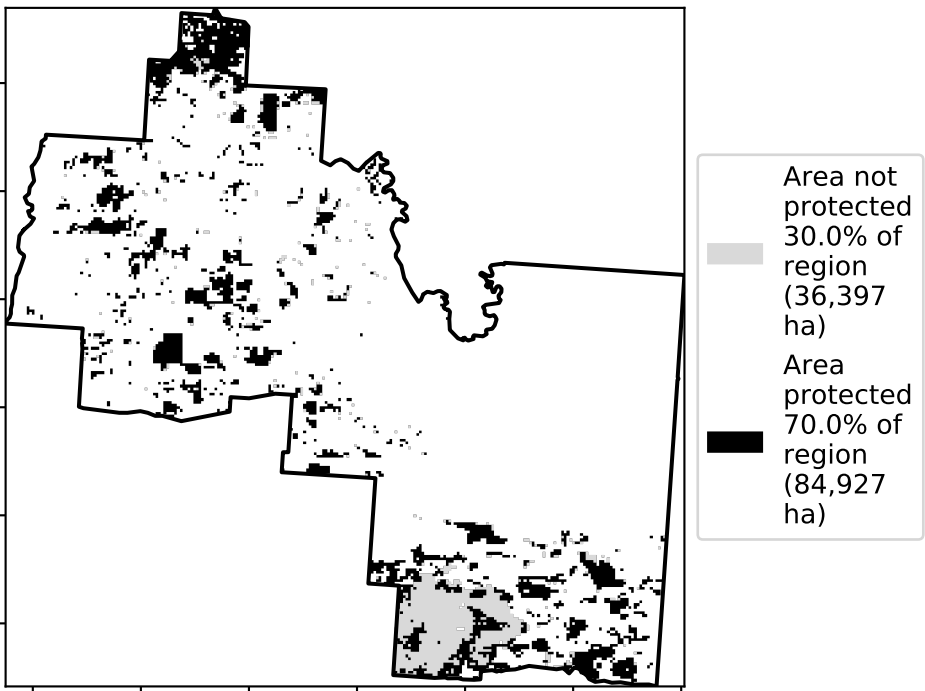 Area not
protected
30.0% of
region
(36,397
ha)
Area
protected
70.0% of
region
(84,927
ha)